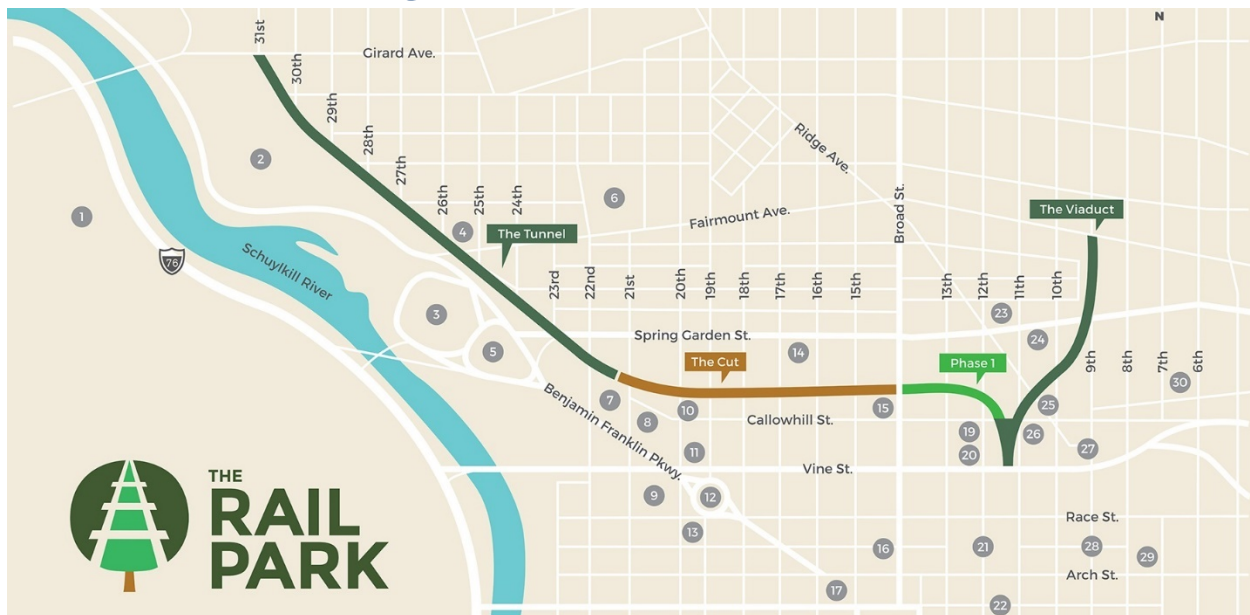 N
31st
Girard Ave.
30th
29th
28th
27th
26th
25th
24th
Ridge Ave.
Fairmount Ave.
Broad St.
The Viaduct
The Tunnel
1
2
4
6
76
Schuylkill River
23rd
22nd
21st
20th
19th
18th
17th
16th
15th
13th
12th
11th
10th
3
5
23
24
Spring Garden St.
14
The Cut
Phase 1
9th
8th
7th
6th
30
7
8
10
15
25
Callowhill St.
Benjamin Franklin Pkwy.
19
20
26
27
11
Vine St.
9
12
13
Race St.
16
21
28
29
Arch St.
17
22
THE
RAIL
PARK